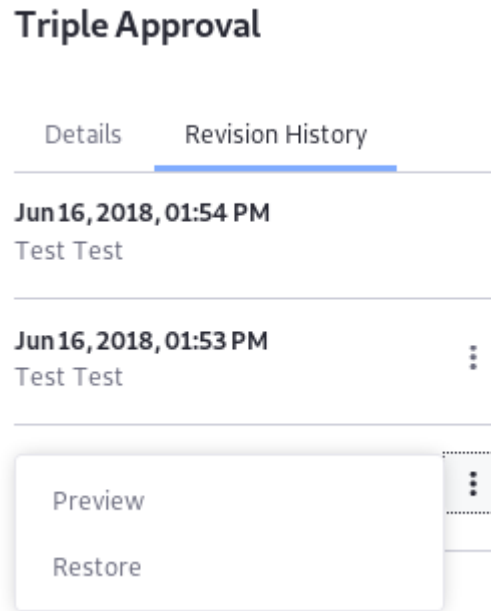 Triple Approval
Details Revision History
Jun 16, 2018, 01:54 PM
Test Test
Jun 16, 2018, 01:53 PM
Test Test
Preview
Restore